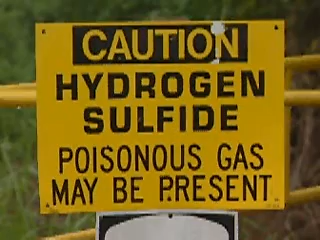 CAUTION
HYDROGEN
SULFIDE
POISONOUS GAS
MAY BE PRESENT